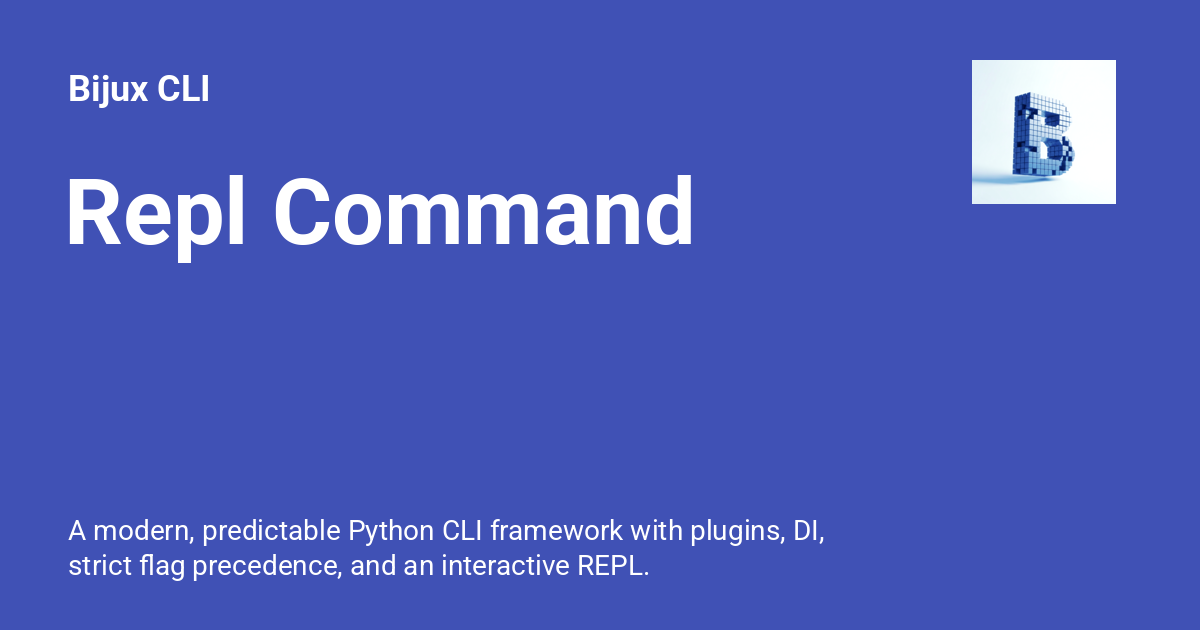 Bijux CLI
B
Repl Command
A modern, predictable Python CLI framework with plugins, DI,
strict flag precedence, and an interactive REPL.